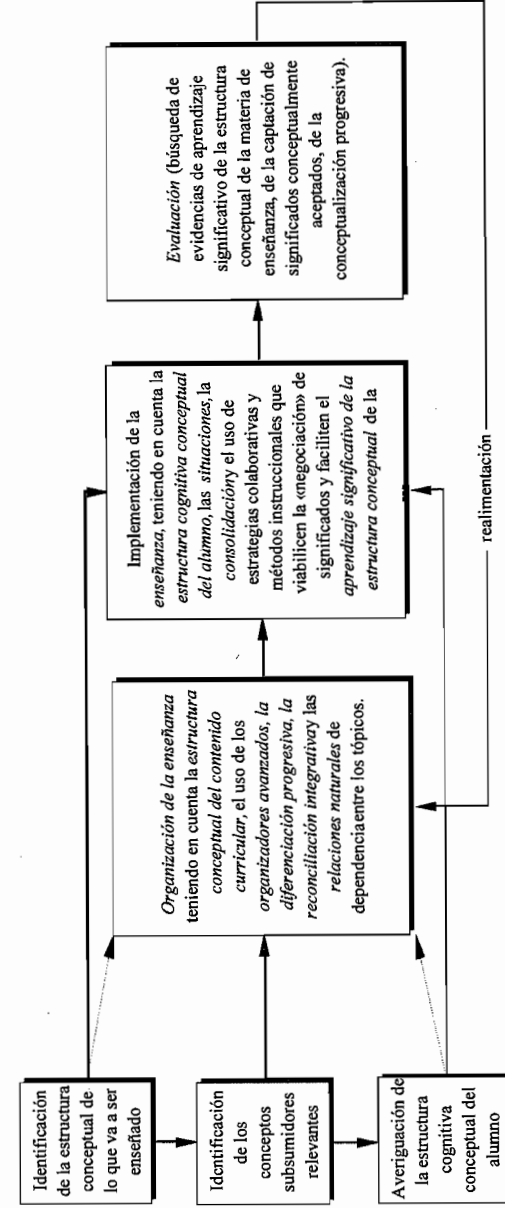 Identificación
de la estructura
conceptual de
lo que va a ser
enseñado
Identificación
de los
conceptos
subsumidores
relevantes
Averiguación de
la estructura
cognitiva
conceptual del
alumno
Organización de la enseñanza
teniendo en cuenta la estructura
conceptual del contenido
curricular, el uso de los
organizadores avanzados, la
diferenciación progresiva, la
reconciliación integrativay las
relaciones naturales de
dependenciaentre los tópicos.
Implementación de la
enseñanza, teniendo en cuenta la
estructura cognitiva conceptual
del alumno, las situaciones, la
consolidacióny el uso de
estrategias colaborativas y
métodos instruccionales que
viabilicen la «negociación» de
significados y faciliten el
aprendizaje significativo de la
estructura conceptual de la
Evaluación (búsqueda de
evidencias de aprendizaje
significativo de la estructura
conceptual de la materia de
enseñanza, de la captación de
significados conceptualmente
aceptados, de la
conceptualización progresiva).
realimentación